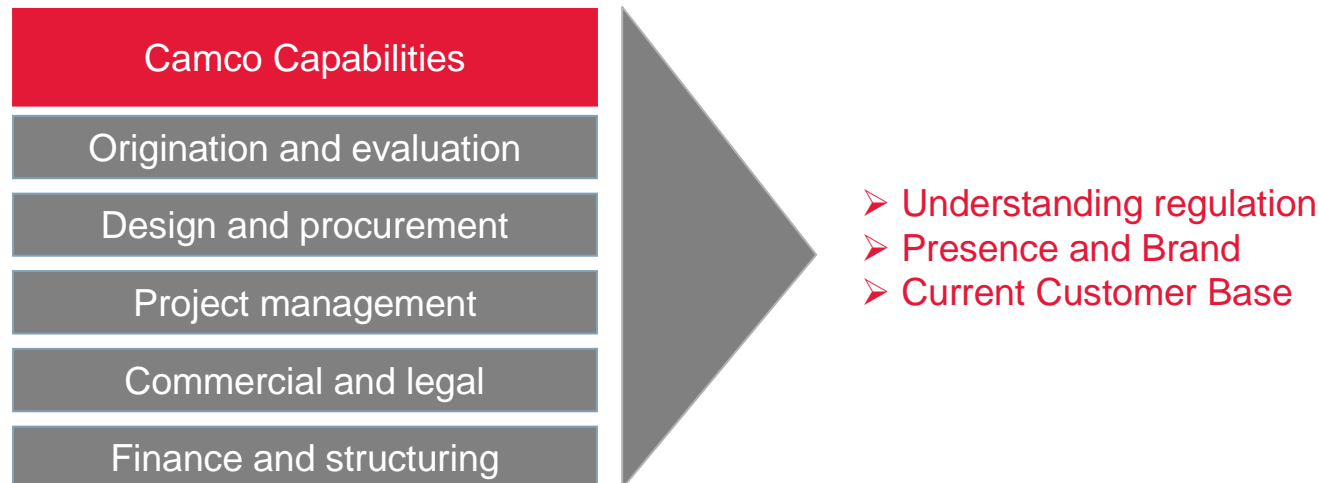 Camco Capabilities
Origination and evaluation
Design and procurement
Project management
Commercial and legal
Finance and structuring
➢ Understanding regulation
➢ Presence and Brand
➢ Current Customer Base